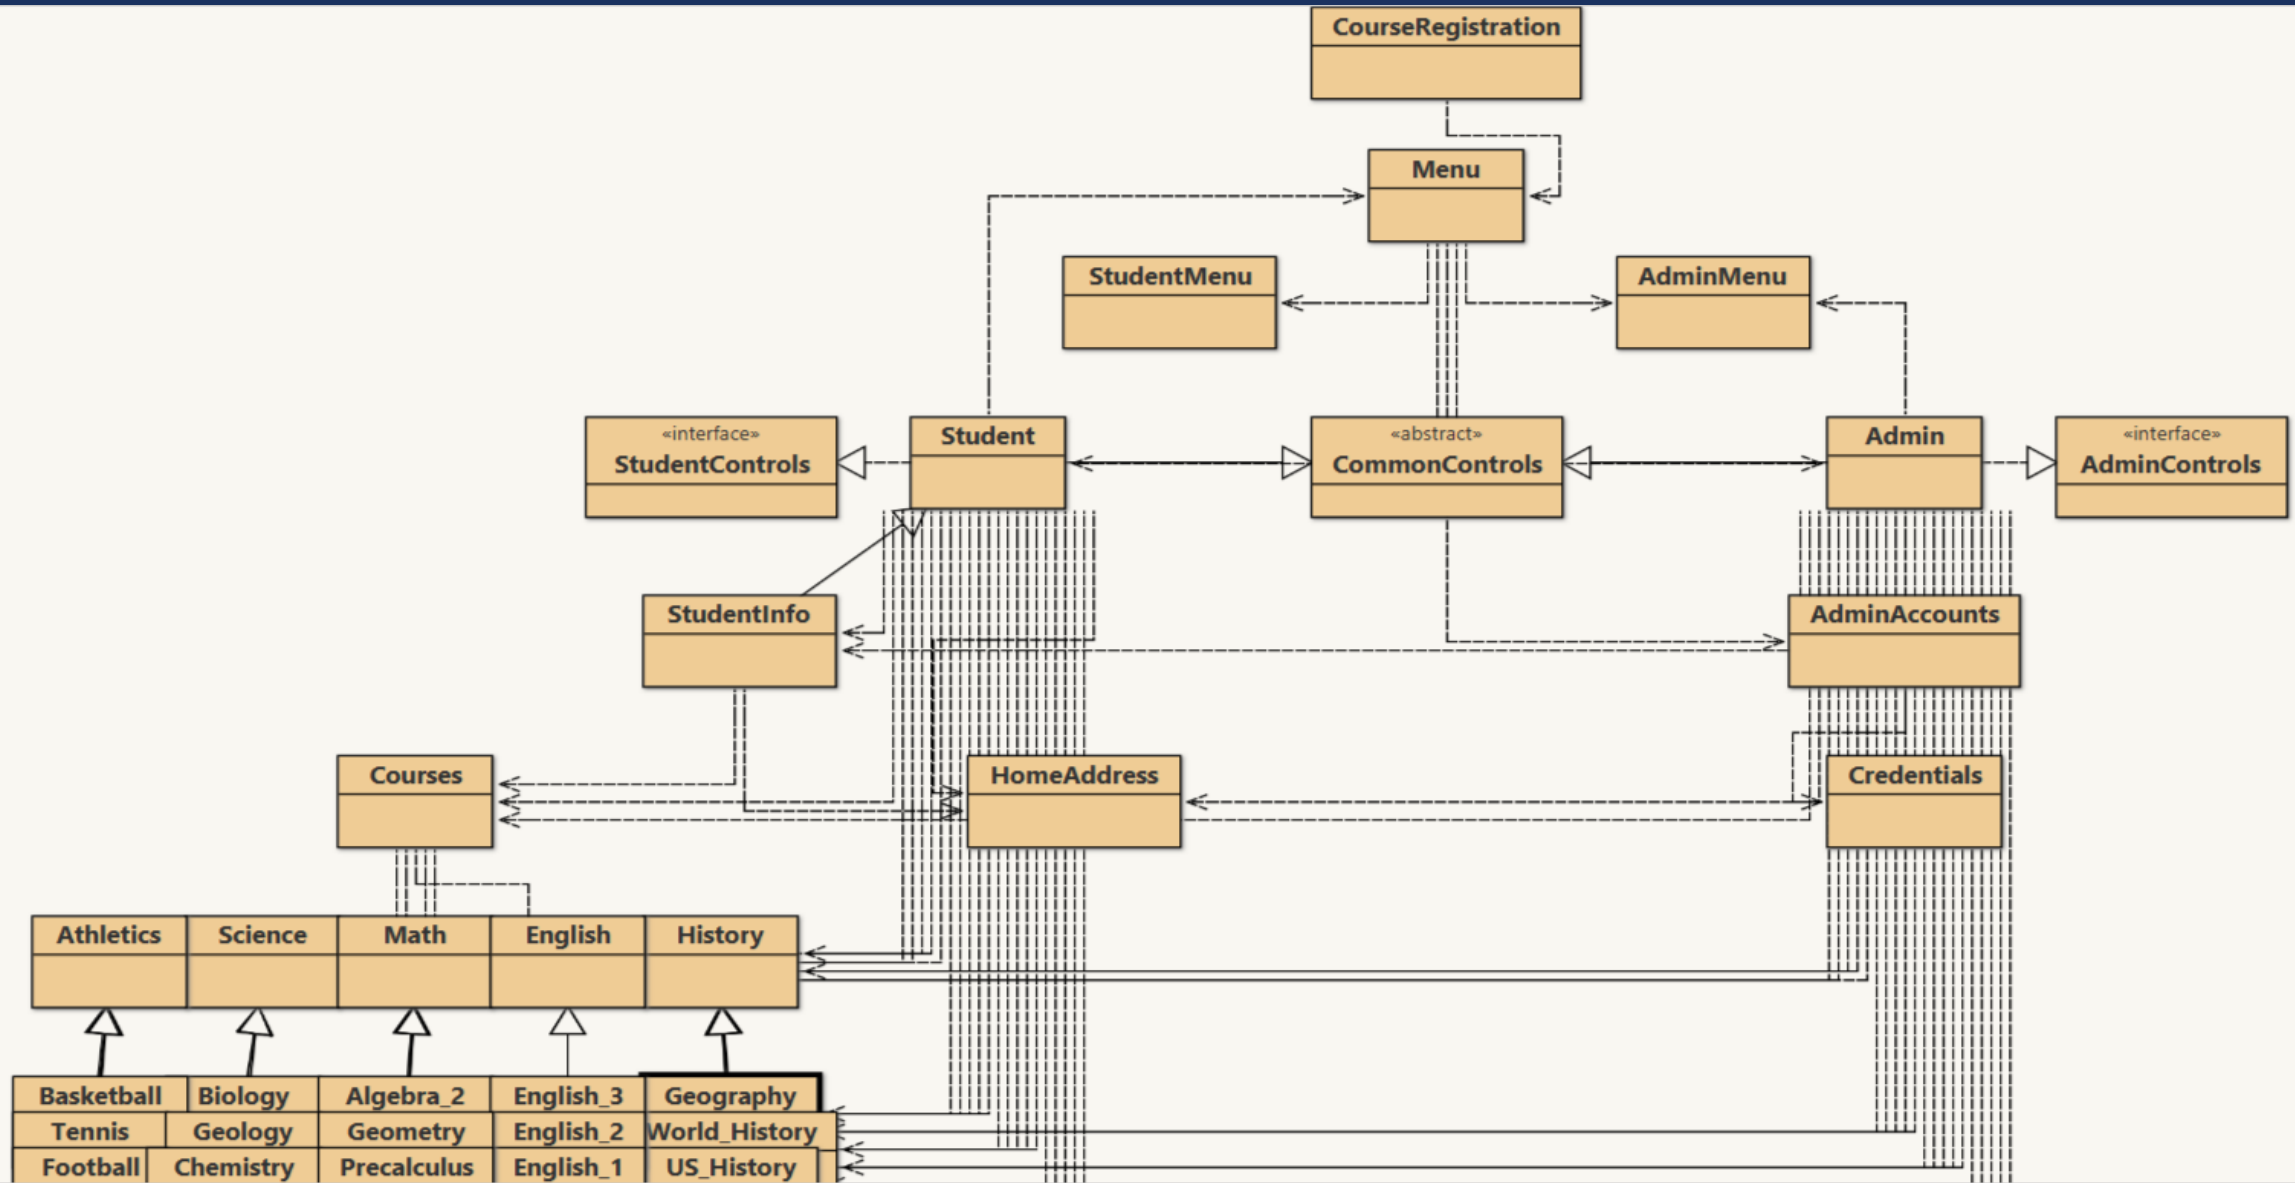 CourseRegistration
Menu
StudentMenu
AdminMenu
«interface»
StudentControls
Student
«abstract»
CommonControls
Admin
«interface»
AdminControls
StudentInfo
AdminAccounts
Courses
HomeAddress
Credentials
Athletics
Science
Math
English
History
Basketball
Biology
Algebra_2
English_3
Geography
Tennis
Geology
Geometry
English_2
World_History
Football
Chemistry
Precalculus
English_1
US_History